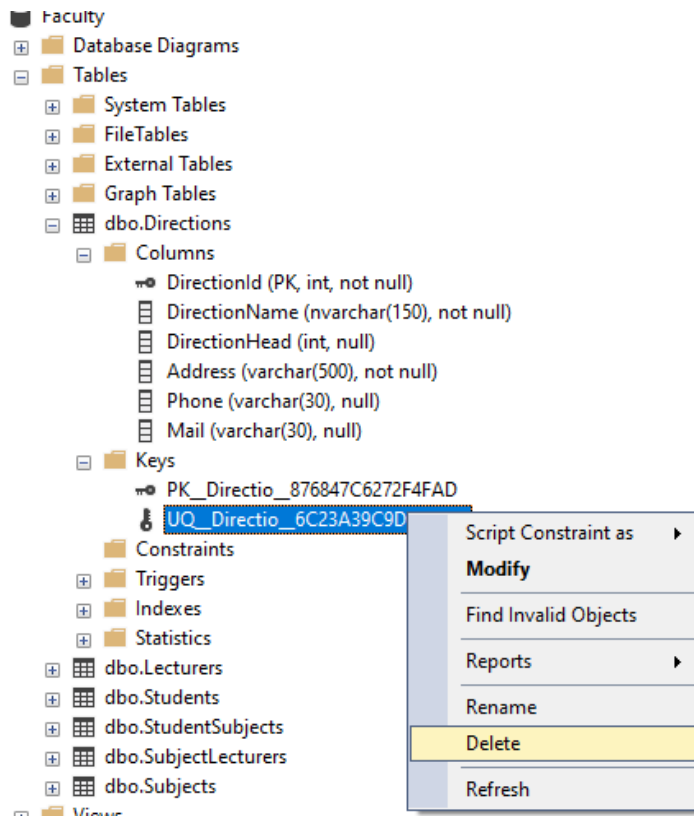 Faculty
Database Diagrams
Tables
System Tables
FileTables
External Tables
Graph Tables
dbo.Directions
Columns
DirectionId (PK, int, not null)
DirectionName (nvarchar(150), not null)
DirectionHead (int, null)
Address (varchar(500), not null)
Phone (varchar(30), null)
Mail (varchar(30), null)
Keys
PK__Directio__876847C6272F4FAD
UQ__Directio__6C23A39C9D
Constraints
Triggers
Indexes
Statistics
dbo.Lecturers
dbo.Students
dbo.StudentSubjects
dbo.SubjectLecturers
dbo.Subjects
Views
Script Constraint as
Modify
Find Invalid Objects
Reports
Rename
Delete
Refresh